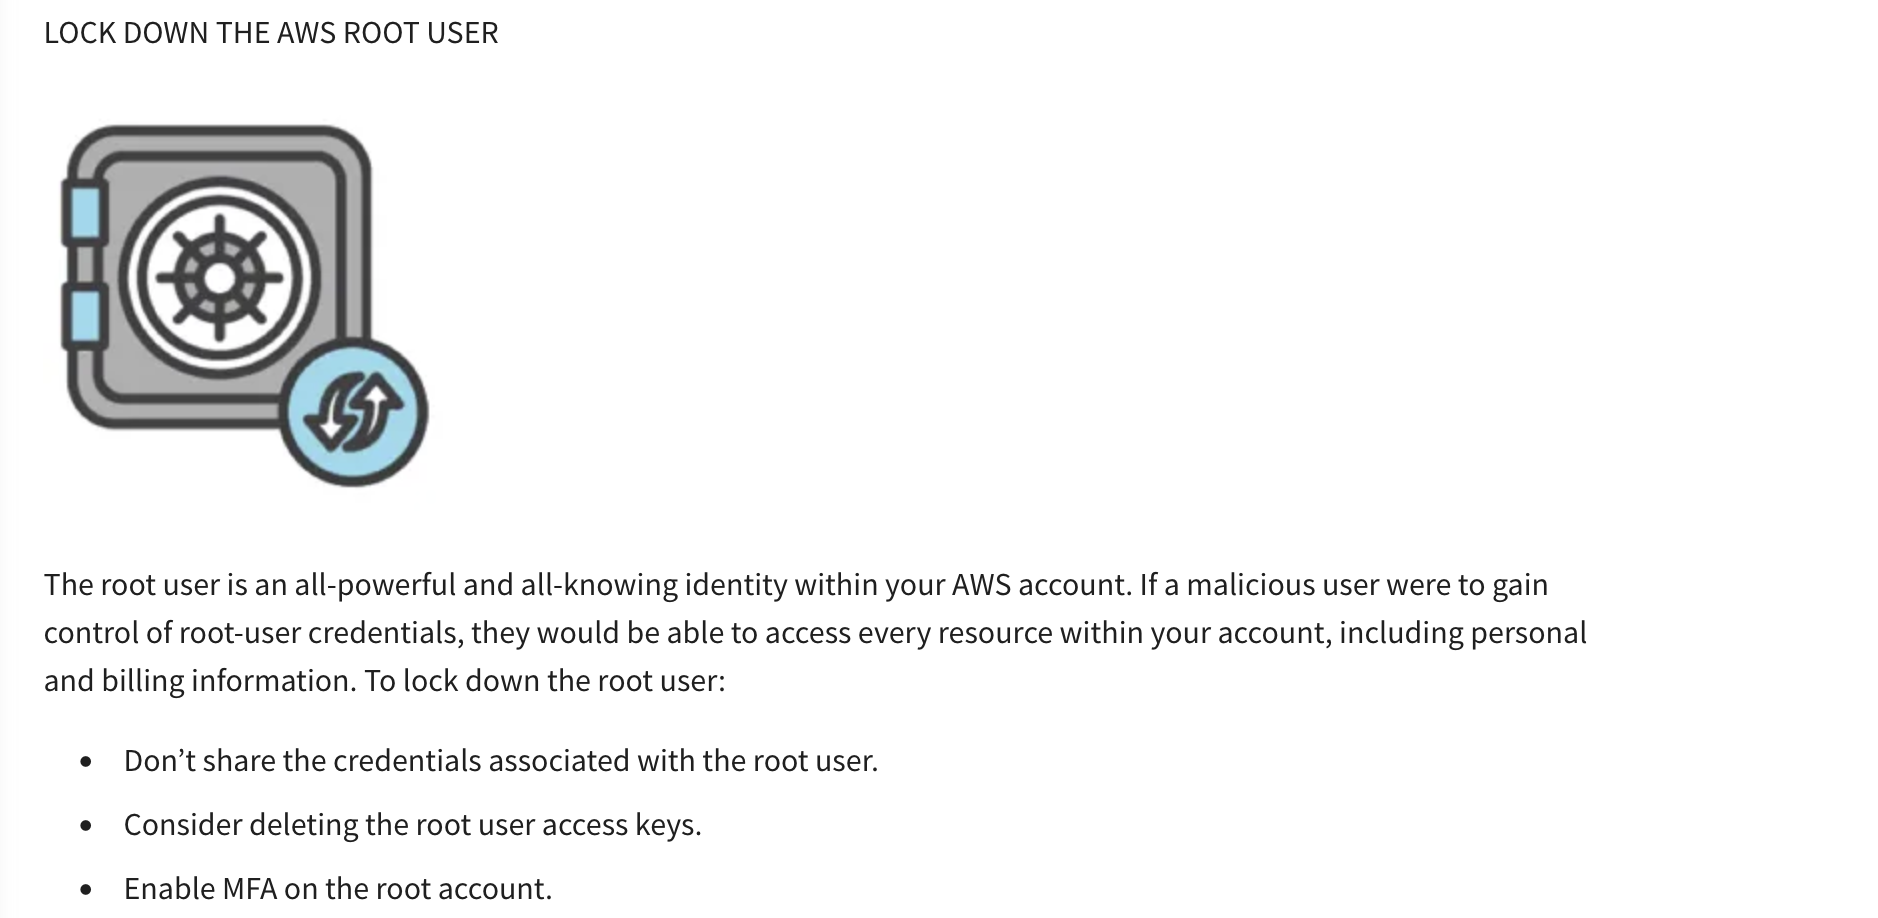 LOCK DOWN THE AWS ROOT USER
The root user is an all-powerful and all-knowing identity within your AWS account. If a malicious user were to gain
control of root-user credentials, they would be able to access every resource within your account, including personal
and billing information. To lock down the root user:
• Don’t share the credentials associated with the root user.
• Consider deleting the root user access keys.
• Enable MFA on the root account.